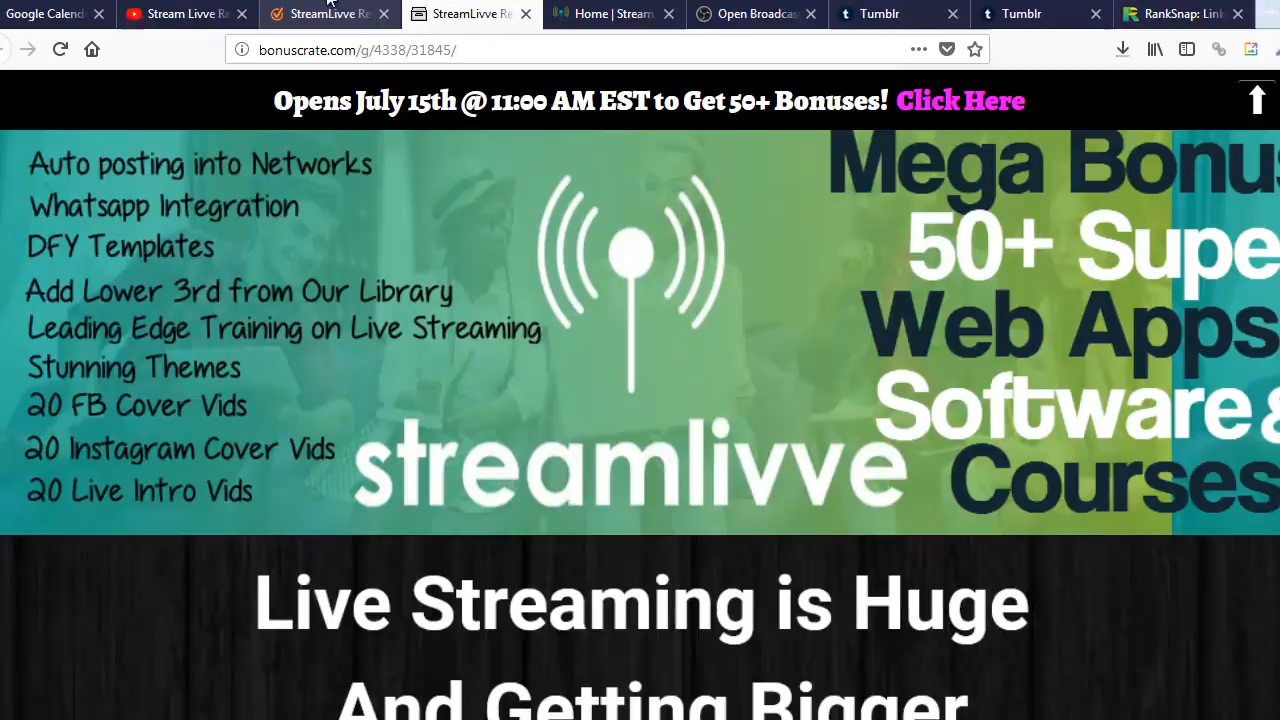 Google Calend
Stream Livve R
StreamLivve Re
StreamLivve Re
Home | Stream
Open Broadcas
Tumblr
Tumblr
RankSnap: Link
bonuscrate.com/g/4338/31845/
Opens July 15th @ 11:00 AM EST to Get 50+ Bonuses! Click Here
Auto posting into Networks
Whatsapp Integration
DFY Templates
Add Lower 3rd from Our Library
Leading Edge Training on Live Streaming
Stunning Themes
20 FB Cover Vids
20 Instagram Cover Vids
20 Live Intro Vids
streamlivve
Mega Bonus
50+ Supe
Web Apps
Software &
Courses
Live Streaming is Huge
And Getting Bigger